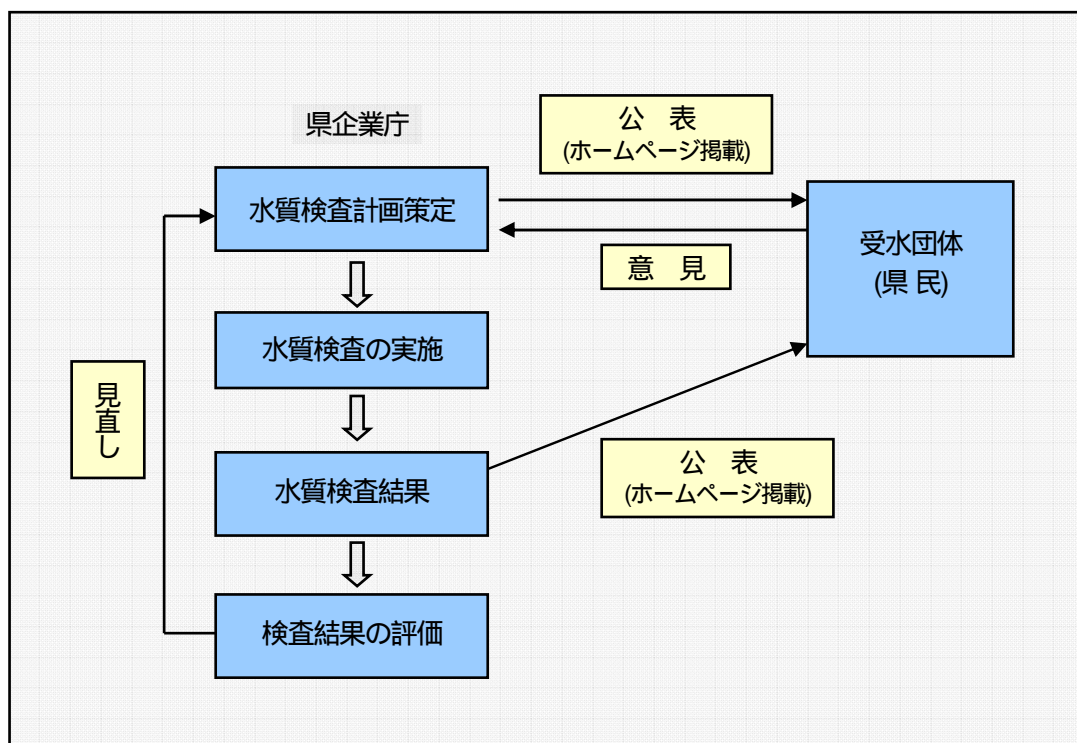 県企業庁
公　表
(ホームページ掲載)
水質検査計画策定
受水団体
(県 民)
意　見
水質検査の実施
見直し
公　表
(ホームページ掲載)
水質検査結果
検査結果の評価